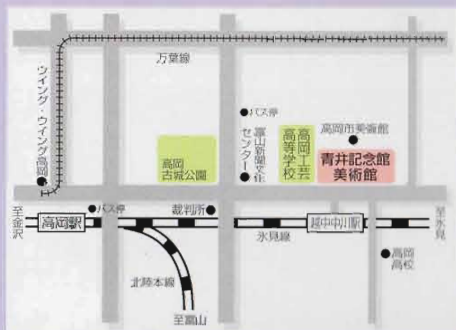 万葉線
ウイング・ウイング高岡
バス停
高岡市美術館
富山新聞文化
センター
高岡工芸
高等学校
青井記念館
美術館
高岡
古城公園
バス停
裁判所
至金沢
高岡駅
越中中川駅
至氷見
氷見線
高岡
高校
北陸本線
至富山